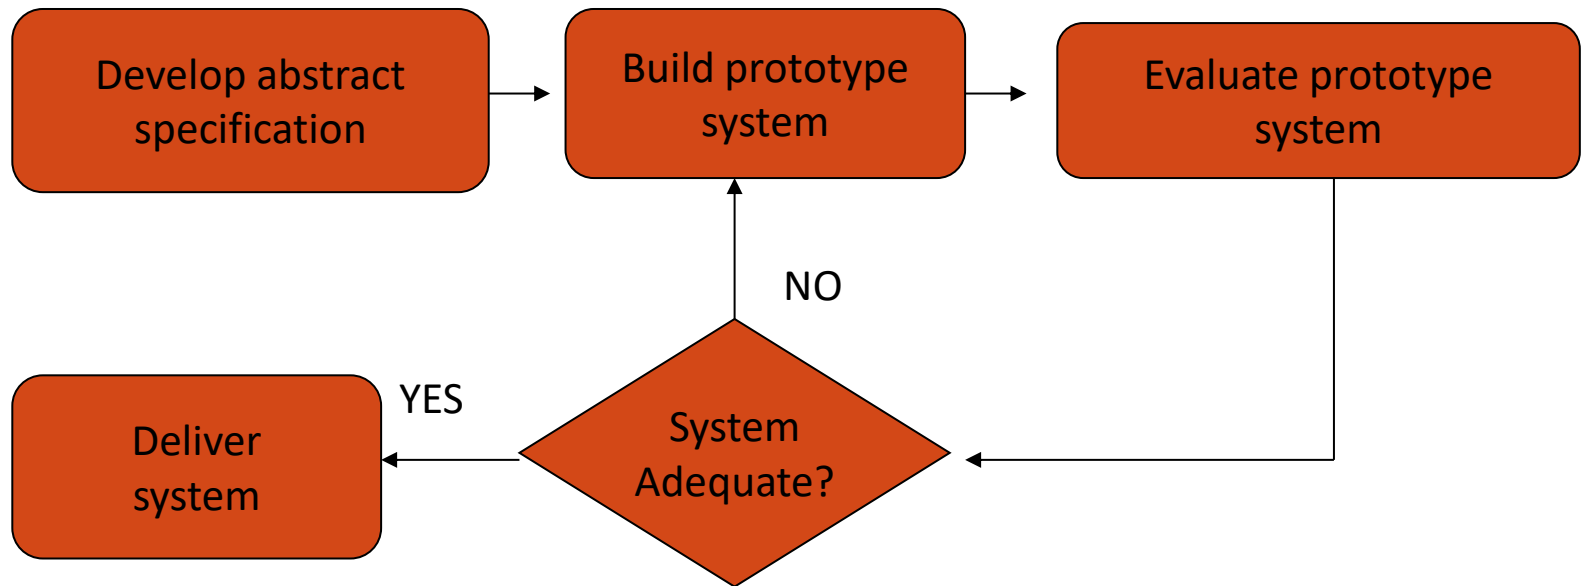 Develop abstract
specification
Build prototype
system
Evaluate prototype
system
NO
YES
System
Adequate?
Deliver
system